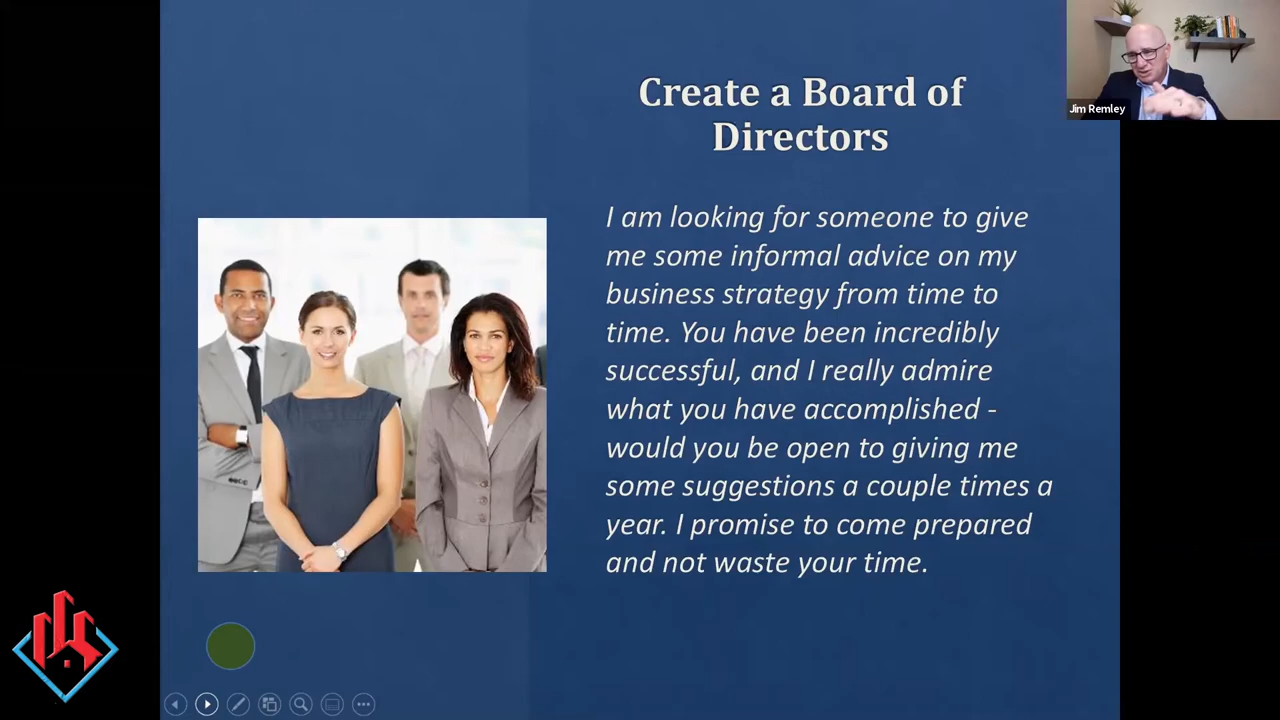 Create a Board of
Directors
Jim Remley
I am looking for someone to give
me some informal advice on my
business strategy from time to
time. You have been incredibly
successful, and I really admire
what you have accomplished -
would you be open to giving me
some suggestions a couple times a
year. I promise to come prepared
and not waste your time.